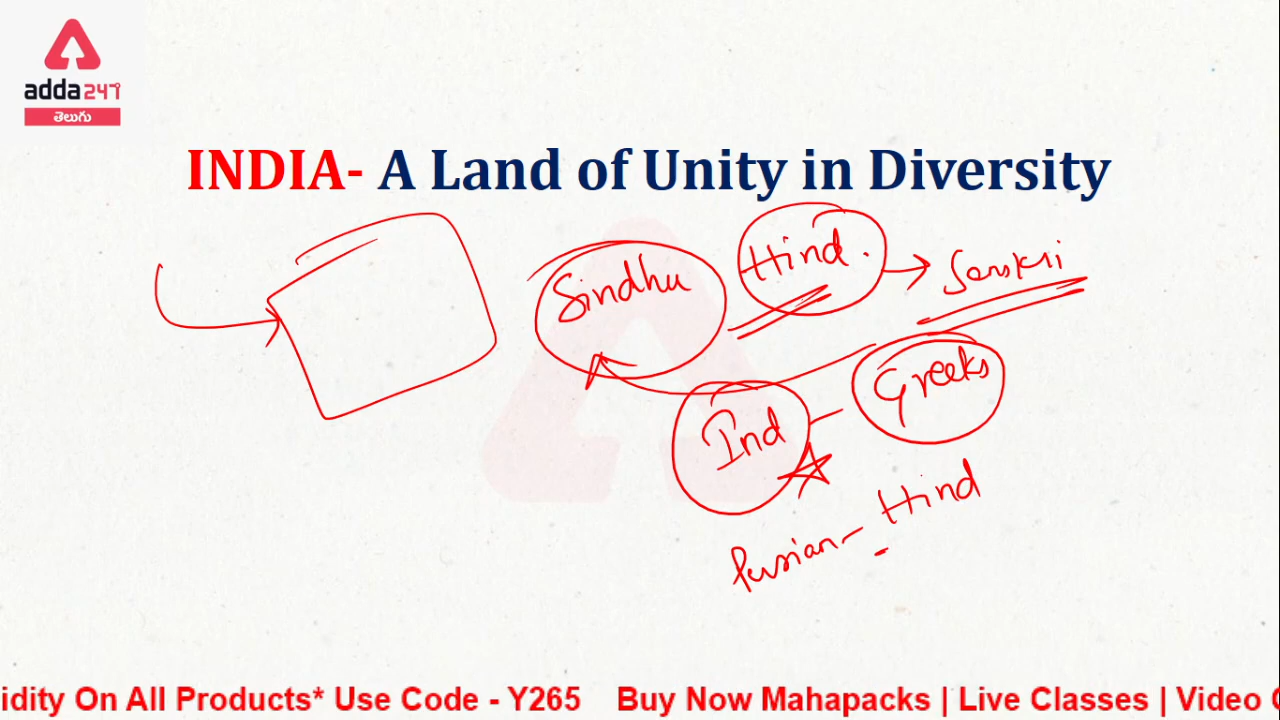 adda247
తెలుగు
INDIA- A Land of Unity in Diversity
Sindhu
Hind.
Sanskri
Greeks
Ind
Persian - Hind
idity On All Products* Use Code - Y265 Buy Now Mahapacks | Live Classes | Video